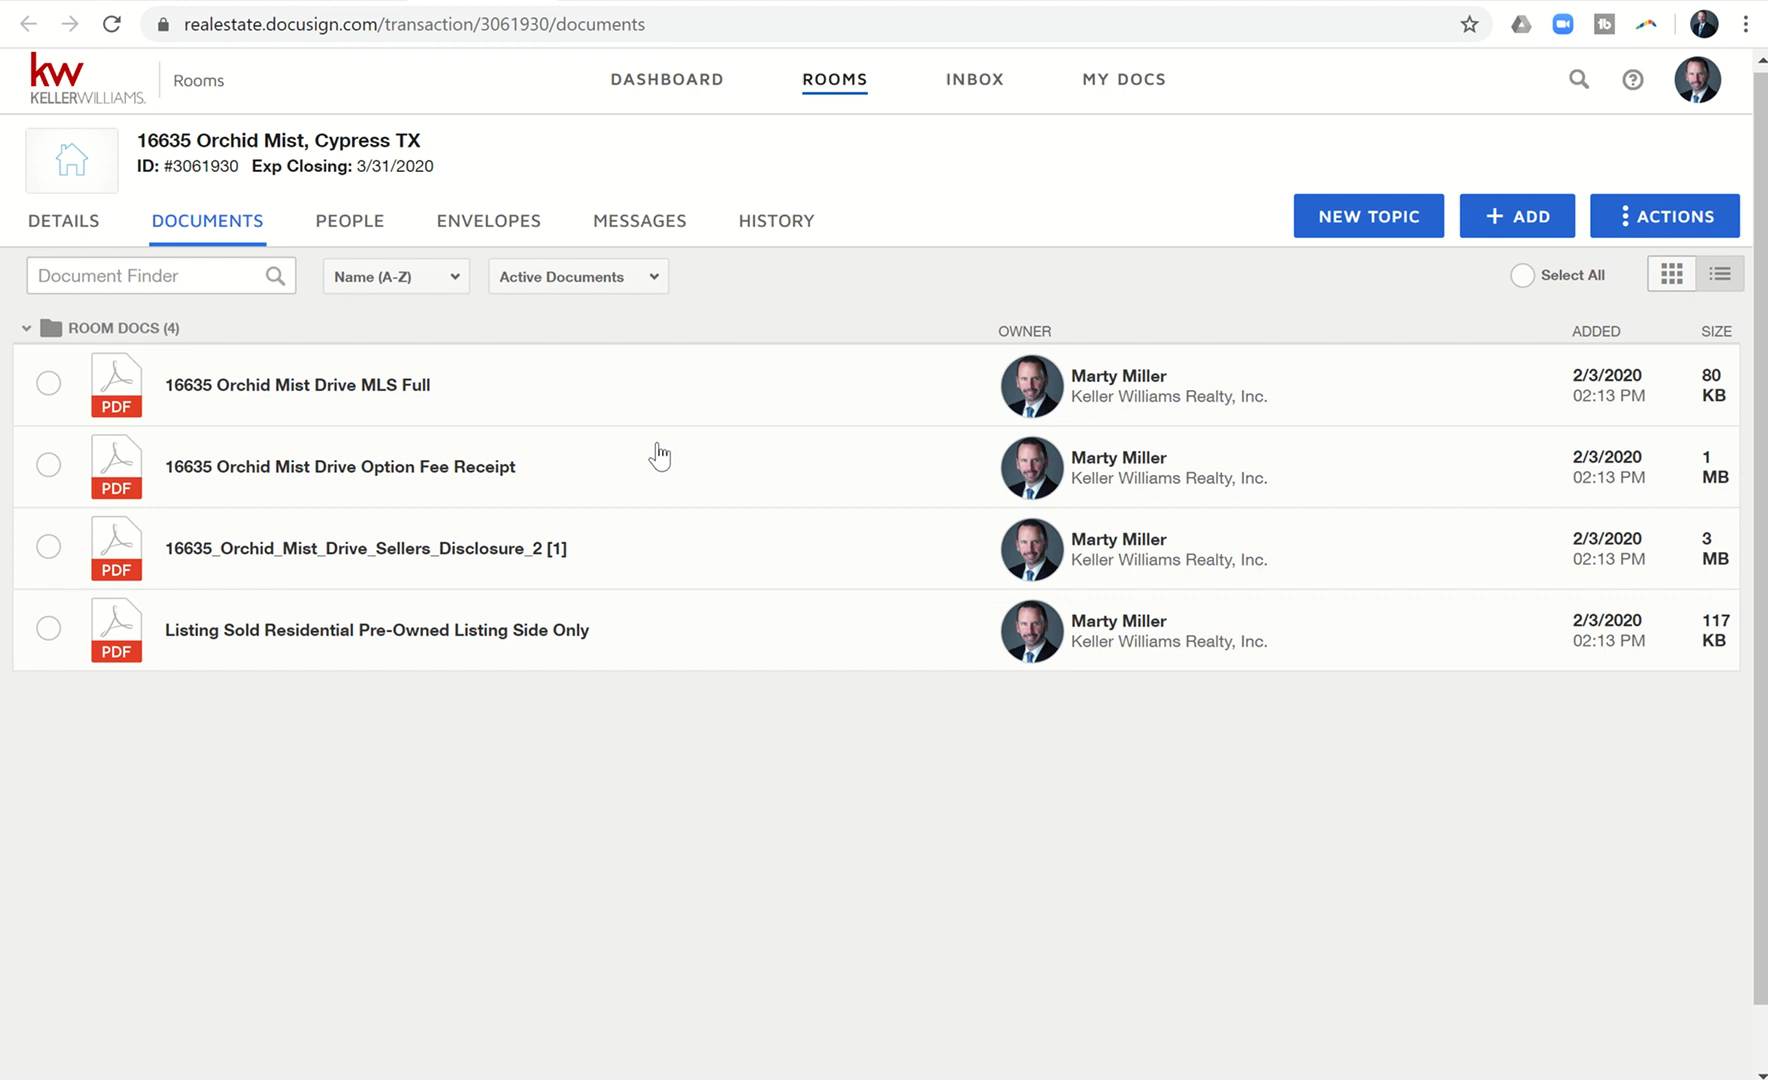 realestate.docusign.com/transaction/3061930/documents
kw
KELLERWILLIAMS.
Rooms
DASHBOARD
ROOMS
INBOX
MY DOCS
16635 Orchid Mist, Cypress TX
ID: #3061930 Exp Closing: 3/31/2020
DETAILS
DOCUMENTS
PEOPLE
ENVELOPES
MESSAGES
HISTORY
NEW TOPIC
+ ADD
ACTIONS
Document Finder
Name (A-Z)
Active Documents
Select All
ROOM DOCS (4)
OWNER
ADDED
SIZE
PDF
16635 Orchid Mist Drive MLS Full
Marty Miller
Keller Williams Realty, Inc.
2/3/2020
02:13 PM
80
KB
PDF
16635 Orchid Mist Drive Option Fee Receipt
Marty Miller
Keller Williams Realty, Inc.
2/3/2020
02:13 PM
1
MB
PDF
16635_Orchid_Mist_Drive_Sellers_Disclosure_2 [1]
Marty Miller
Keller Williams Realty, Inc.
2/3/2020
02:13 PM
3
MB
PDF
Listing Sold Residential Pre-Owned Listing Side Only
Marty Miller
Keller Williams Realty, Inc.
2/3/2020
02:13 PM
117
KB